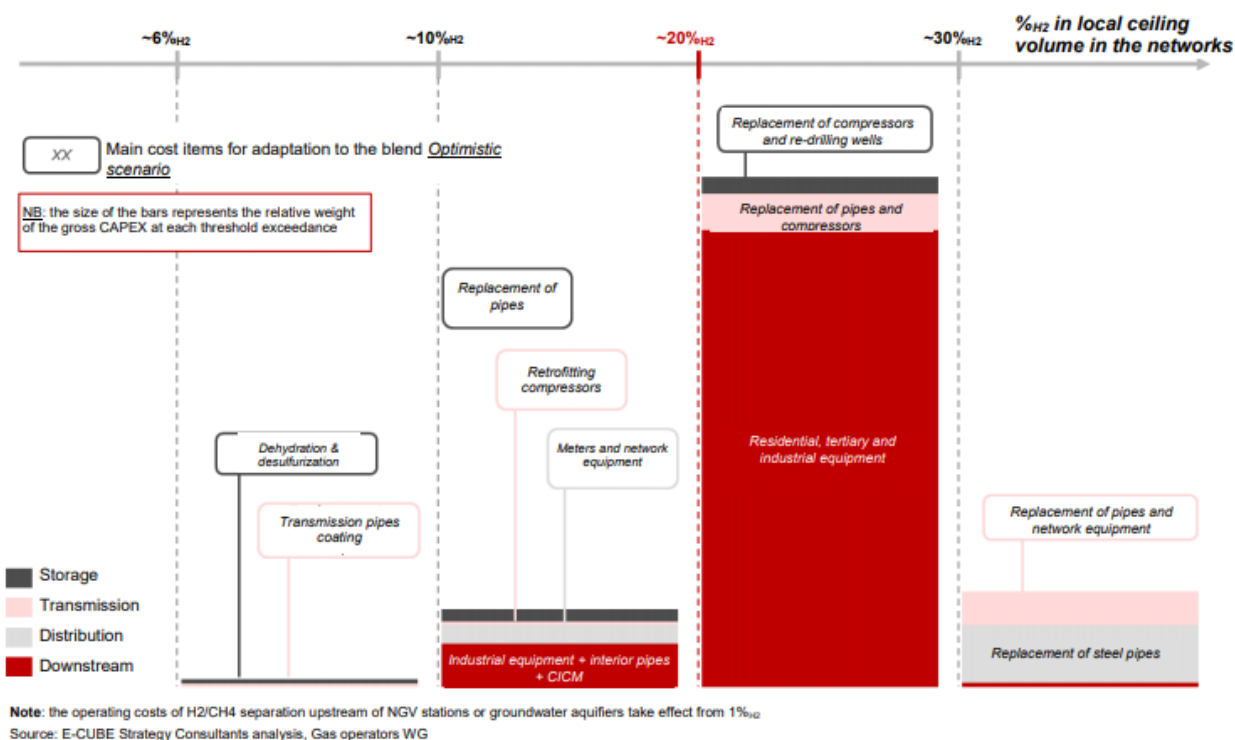 %H2 in local ceiling
volume in the networks
~6%H2
~10%H2
~20%H2
~30%H2
XX
Main cost items for adaptation to the blend Optimistic
scenario
NB: the size of the bars represents the relative weight
of the gross CAPEX at each threshold exceedance
Replacement of compressors
and re-drilling wells
Replacement of pipes and
compressors
Replacement of
pipes
Retrofitting
compressors
Meters and network
equipment
Dehydration &
desulfurization
Transmission pipes
coating
Residential, tertiary and
industrial equipment
Replacement of pipes and
network equipment
Storage
Transmission
Distribution
Downstream
Industrial equipment + interior pipes
+ CICM
Replacement of steel pipes
Note: the operating costs of H2/CH4 separation upstream of NGV stations or groundwater aquifiers take effect from 1%H2
Source: E-CUBE Strategy Consultants analysis, Gas operators WG